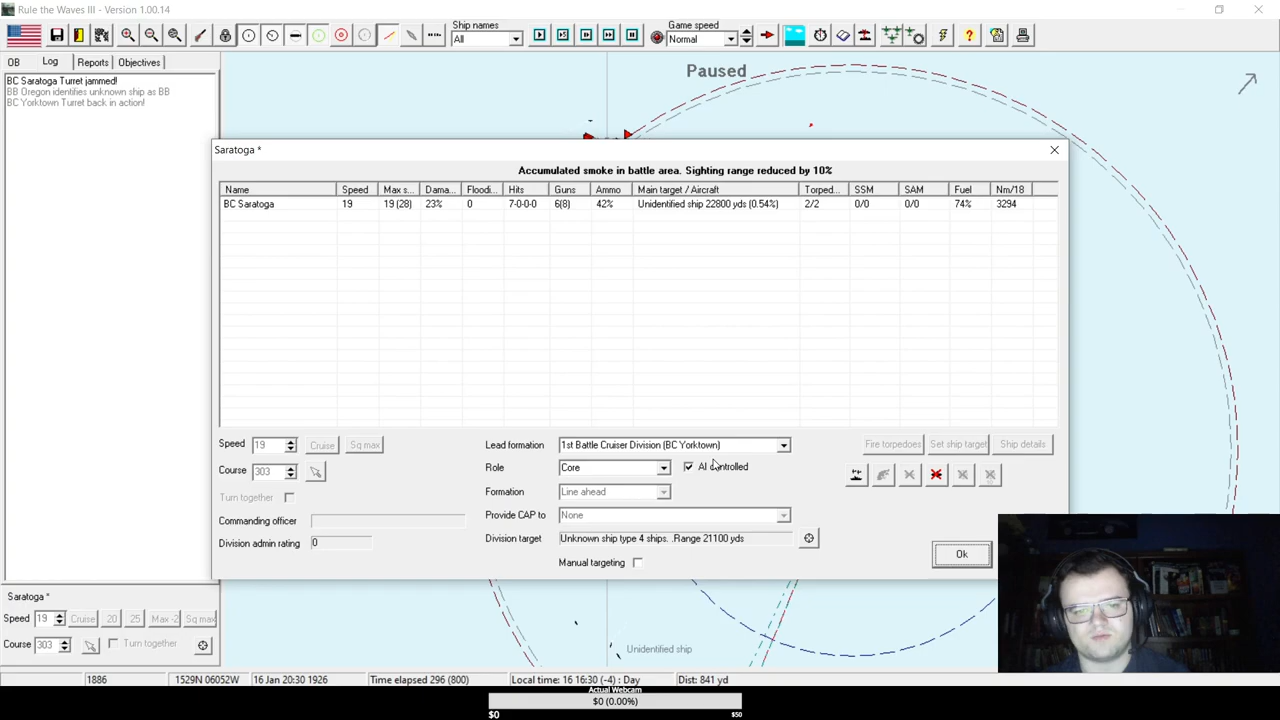 Rule the Waves III - Version 1.00.14
Ship names
All
Game speed
Normal
OB
Log
Reports
Objectives
BC Saratoga Turret jammed!
BB Oregon identifies unknown ship as BB
BC Yorktown Turret back in action!
Paused
Saratoga *
Accumulated smoke in battle area. Sighting range reduced by 10%
Name Speed Max s... Dama... Floodi... Hits Guns Ammo Main target / Aircraft Torped... SSM SAM Fuel Nm/18
BC Saratoga 19 19 (28) 23% 0 7-0-0-0 6(8) 42% Unidentified ship 22800 yds (0.54%) 2/2 0/0 0/0 74% 3294
Speed 19 Cruise Sq max
Course 303
Turn together
Commanding officer
Division admin rating 0
Lead formation 1st Battle Cruiser Division (BC Yorktown)
Role Core AI controlled
Formation Line ahead
Provide CAP to None
Division target Unknown ship type 4 ships. .Range 21100 yds
Manual targeting
Fire torpedoes Set ship target Ship details
Ok
Saratoga *
Speed 19 Cruise 20 25 Max -2 Sq max
Course 303 Turn together
Unidentified ship
1886 1529N 06052W 16 Jan 20:30 1926 Time elapsed 296 (800) Local time: 16 16:30 (-4) : Day Dist: 841 yd
Actual Webcam
$0 (0.00%)
$0 $50